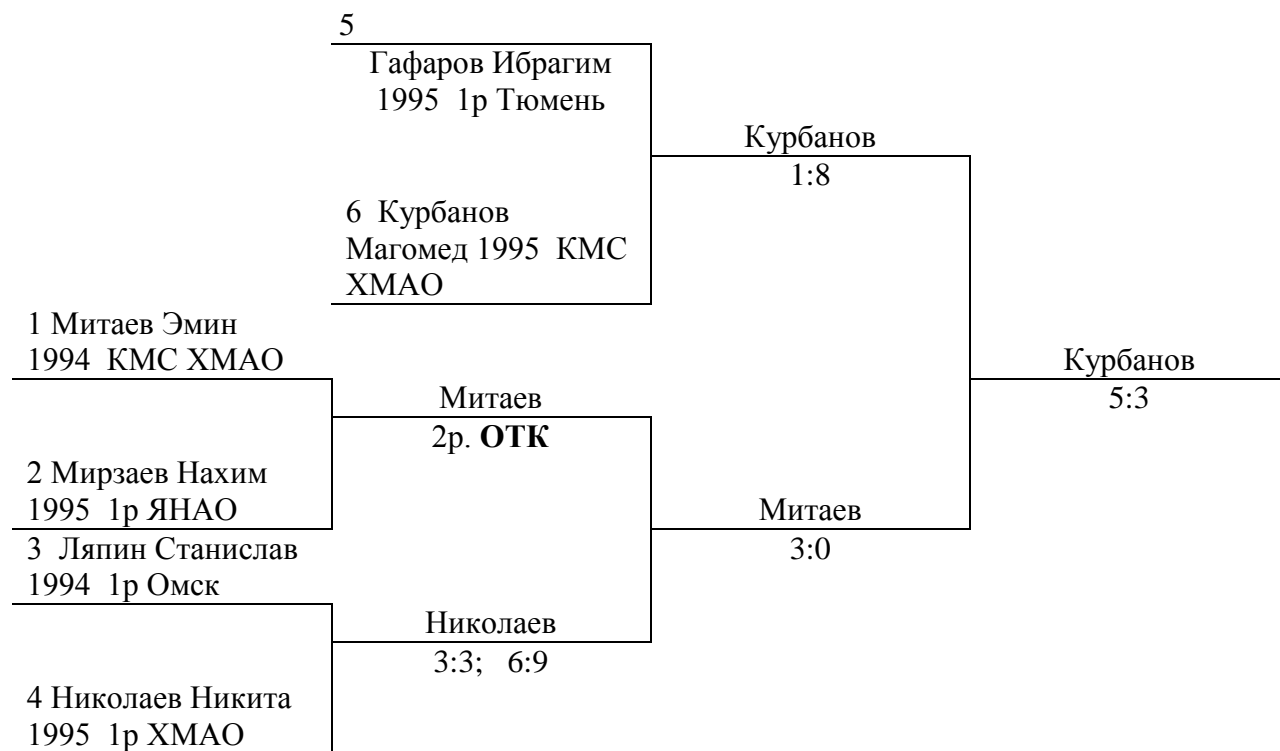 5
Гафаров Ибрагим
1995 1р Тюмень
Курбанов
1:8
6 Курбанов
Магомед 1995 КМС
ХМАО
1 Митаев Эмин
1994 КМС ХМАО
Курбанов
5:3
Митаев
2р. ОТК
2 Мирзаев Нахим
1995 1р ЯНАО
Митаев
3:0
3 Ляпин Станислав
1994 1р Омск
Николаев
3:3; 6:9
4 Николаев Никита
1995 1р ХМАО